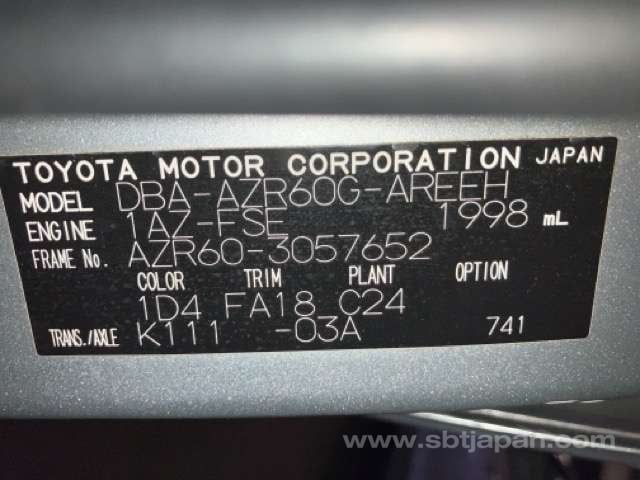 TOYOTA MOTOR CORPORATION JAPAN
MODEL DBA-AZR60G-AREEH
ENGINE 1AZ-FSE 1998 mL
FRAME No. AZR60-3057652
COLOR TRIM PLANT OPTION
1D4 FA18 C24
TRANS./AXLE K111 -03A 741
www.sbtjapan.com